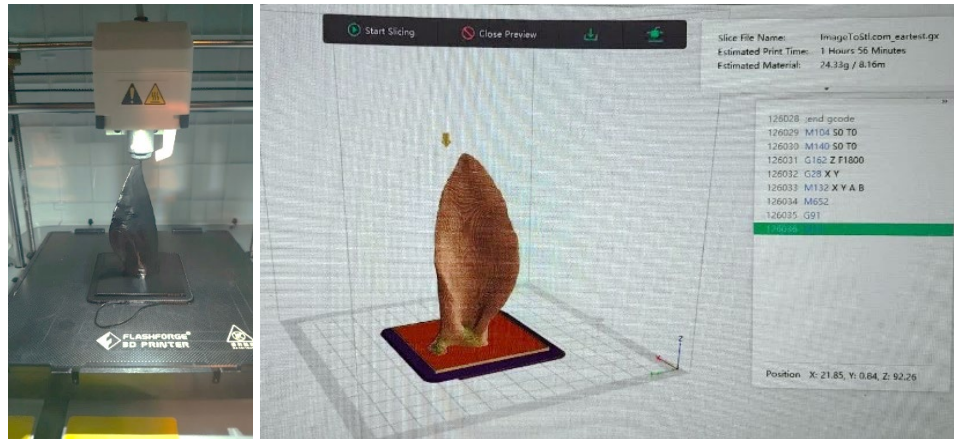 FLASHFORGE
3D PRINTER
Start Slicing
Close Preview
Slice File Name: ImageToStl.com_eartest.gx
Estimated Print Time: 1 Hours 56 Minutes
Estimated Material: 24.33g / 8.16m
126028 ;end gcode
126029 M104 S0 T0
126030 M140 S0 T0
126031 G162 Z F1800
126032 G28 X Y
126033 M132 X Y A B
126034 M652
126035 G91
126036
Position X: 21.85, Y: 0.84, Z: 92.26
Z